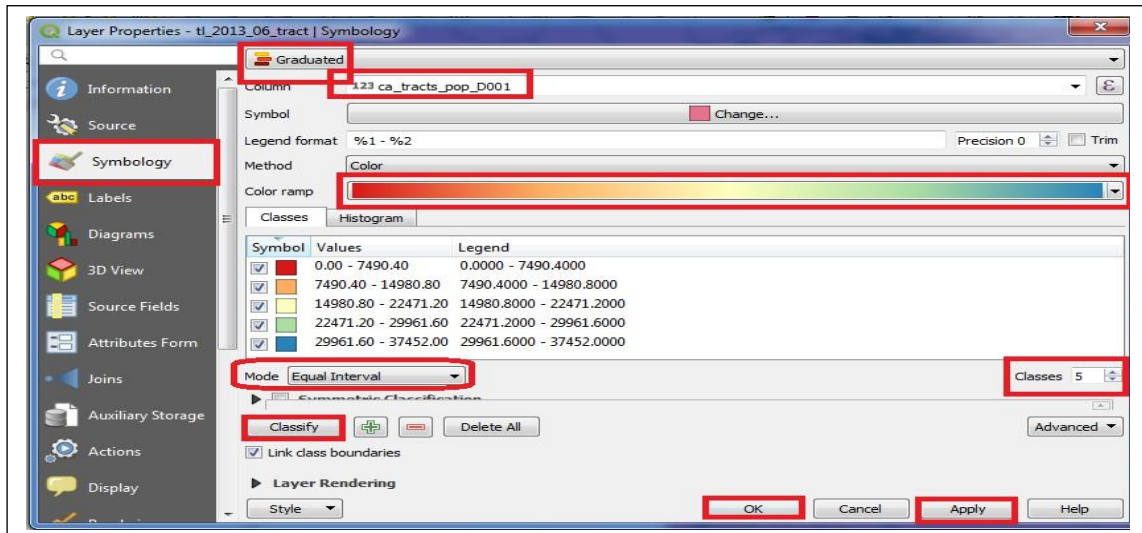 Layer Properties - tl_2013_06_tract | Symbology
Information
Source
Symbology
Labels
Diagrams
3D View
Source Fields
Attributes Form
Joins
Auxiliary Storage
Actions
Display
Graduated
Column 123 ca_tracts_pop_D001 ε
Symbol Change...
Legend format %1 - %2 Precision 0 Trim
Method Color
Color ramp
Classes Histogram
Symbol Values Legend
0.00 - 7490.40 0.0000 - 7490.4000
7490.40 - 14980.80 7490.4000 - 14980.8000
14980.80 - 22471.20 14980.8000 - 22471.2000
22471.20 - 29961.60 22471.2000 - 29961.6000
29961.60 - 37452.00 29961.6000 - 37452.0000
Mode Equal Interval Classes 5
Symmetric Classification
Classify Delete All Advanced
Link class boundaries
Layer Rendering
Style OK Cancel Apply Help